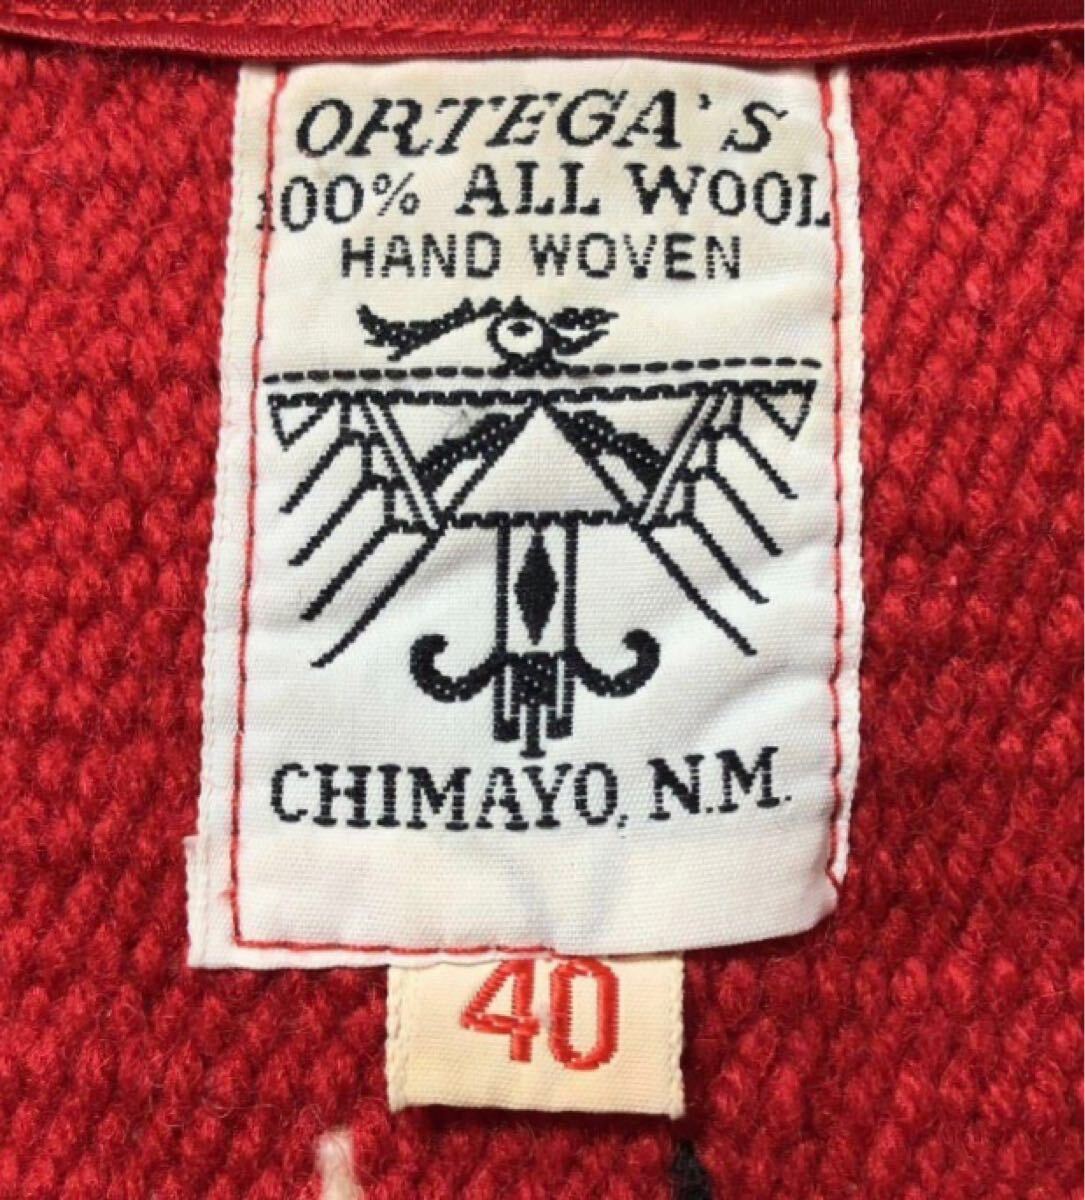 ORTEGA'S
100% ALL WOOL
HAND WOVEN
CHIMAYO, N.M.
40